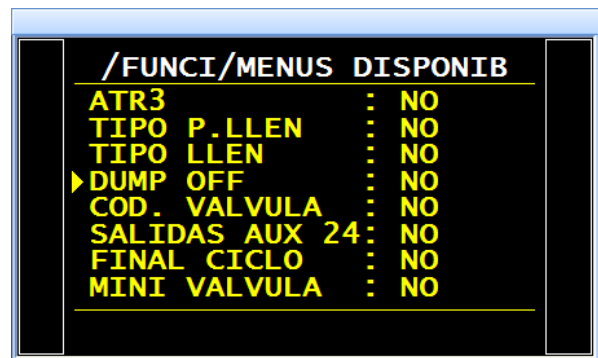 /FUNCI/MENUS DISPONIB
ATR3 : NO
TIPO P.LLEN : NO
TIPO LLEN : NO
DUMP OFF : NO
COD. VALVULA : NO
SALIDAS AUX 24: NO
FINAL CICLO : NO
MINI VALVULA : NO